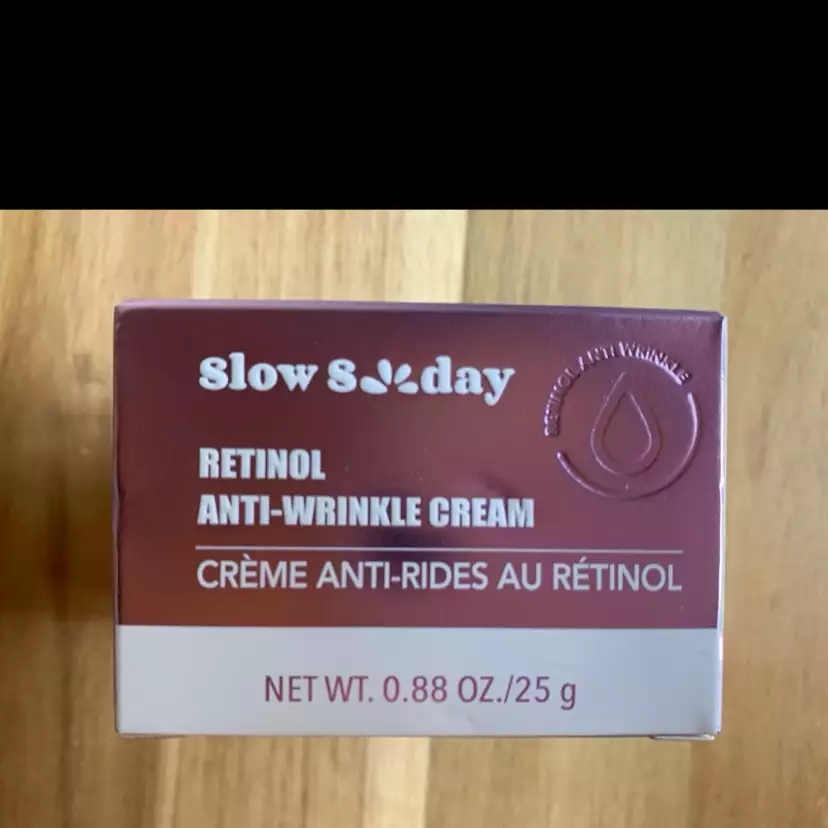 slow sunday
RETINOL ANTI WRINKLE
RETINOL
ANTI-WRINKLE CREAM
CRÈME ANTI-RIDES AU RÉTINOL
NET WT. 0.88 OZ./25 g